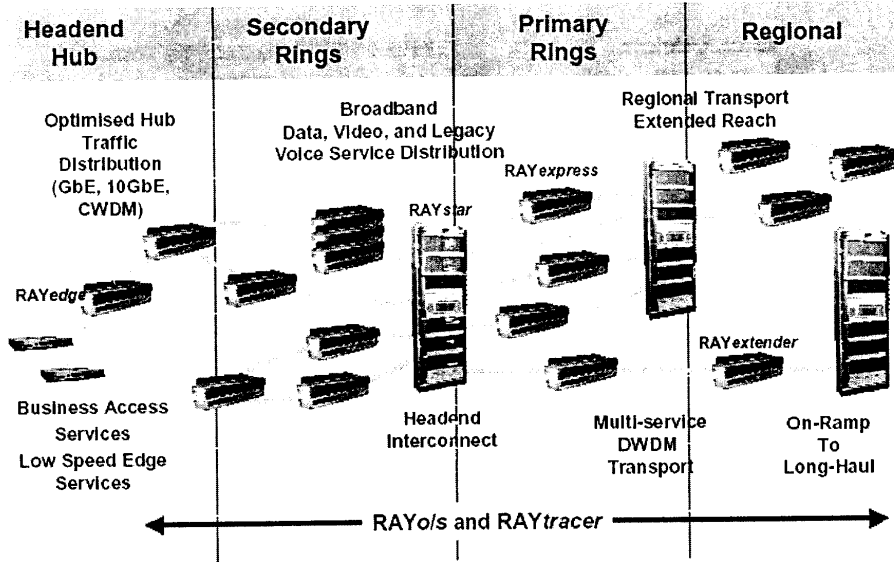 Headend
Hub
Secondary
Rings
Primary
Rings
Regional
Optimised Hub
Traffic
Distribution
(GbE, 10GbE,
CWDM)
Broadband
Data, Video, and Legacy
Voice Service Distribution
Regional Transport
Extended Reach
RAYexpress
RAYstar
RAYedge
RAYextender
Business Access
Services
Low Speed Edge
Services
Headend
Interconnect
Multi-service
DWDM
Transport
On-Ramp
To
Long-Haul
RAYols and RAYtracer